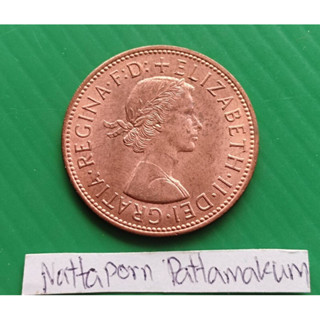 + ELIZABETH · II · DEI · GRATIA · REGINA · F : D :
Nattaporn Pattamakum